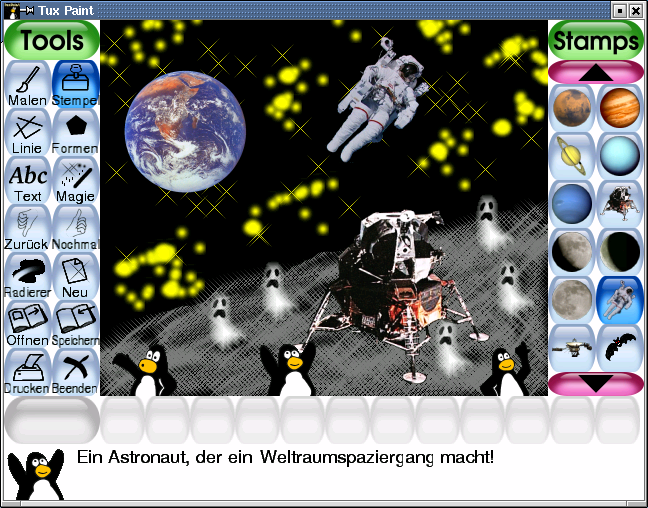 Tux Paint
Tools
Stamps
Malen
Stempel
Linie
Formen
Abc
Text
Magie
Zurück
Nochmal
Radierer
Neu
Öffnen
Speichern
Drucken
Beenden
Ein Astronaut, der ein Weltraumspaziergang macht!